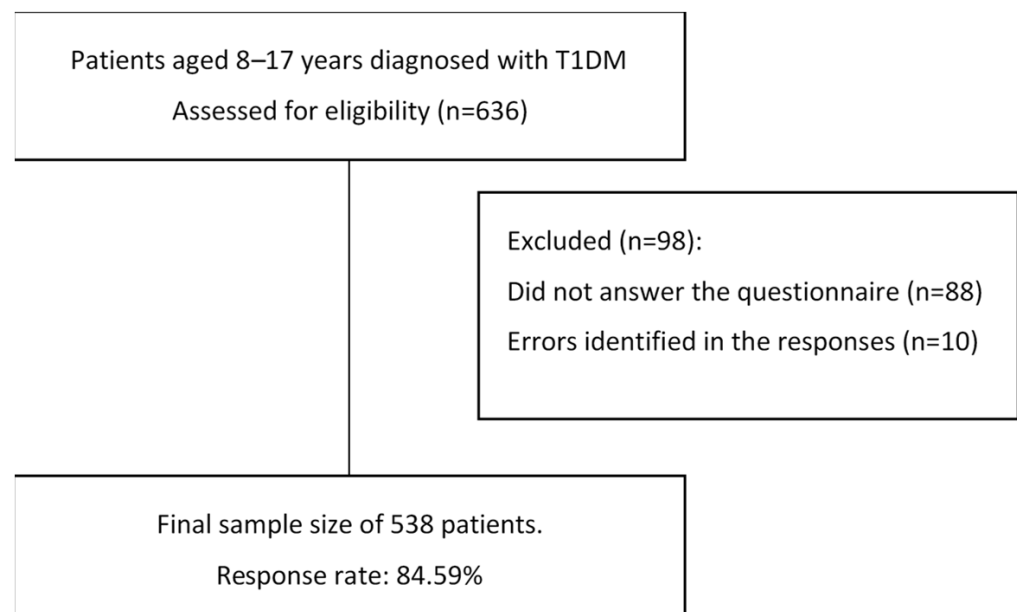 Patients aged 8–17 years diagnosed with T1DM
Assessed for eligibility (n=636)
Excluded (n=98):
Did not answer the questionnaire (n=88)
Errors identified in the responses (n=10)
Final sample size of 538 patients.
Response rate: 84.59%